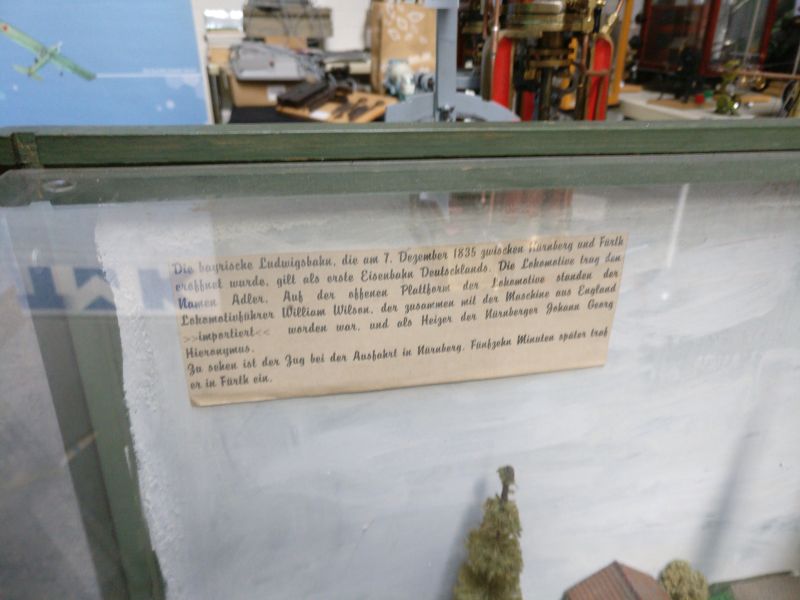 Die bayrische Ludwigsbahn, die am 7. Dezember 1835 zwischen Nürnberg und Fürth
eröffnet wurde, gilt als erste Eisenbahn Deutschlands. Die Lokomotive trug den
Namen Adler. Auf der offenen Plattform der Lokomotive standen der
Lokomotivführer William Wilson, der zusammen mit der Maschine aus England
>>importiert<< worden war, und als Heizer der Nürnberger Johann Georg
Hieronymus.
Zu sehen ist der Zug bei der Ausfahrt in Nürnberg. Fünfzehn Minuten später traf
er in Fürth ein.